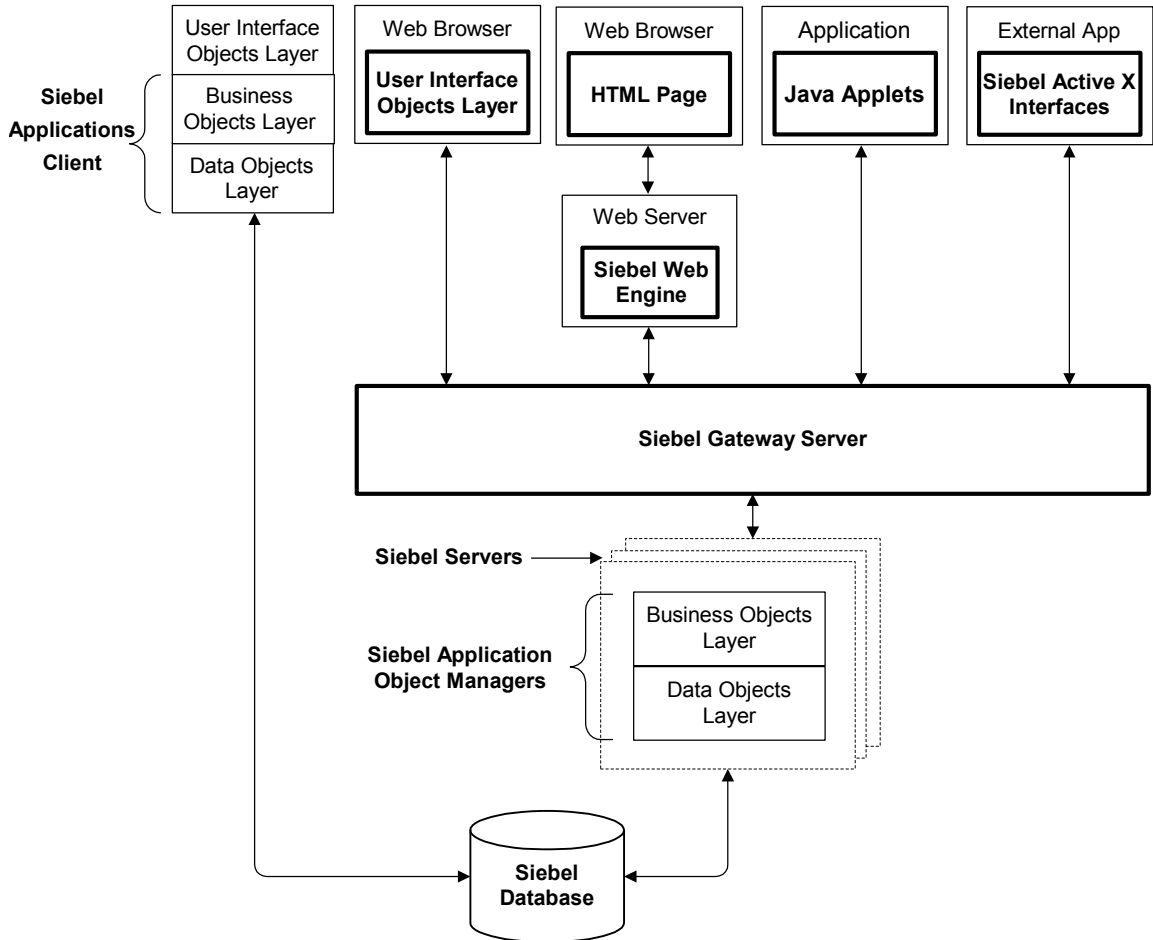 User Interface
Objects Layer
Business
Objects Layer
Data Objects
Layer
Siebel
Applications
Client
Web Browser
User Interface
Objects Layer
Web Browser
HTML Page
Application
Java Applets
External App
Siebel Active X
Interfaces
Web Server
Siebel Web
Engine
Siebel Gateway Server
Siebel Servers
Business Objects
Layer
Data Objects
Layer
Siebel Application
Object Managers
Siebel
Database